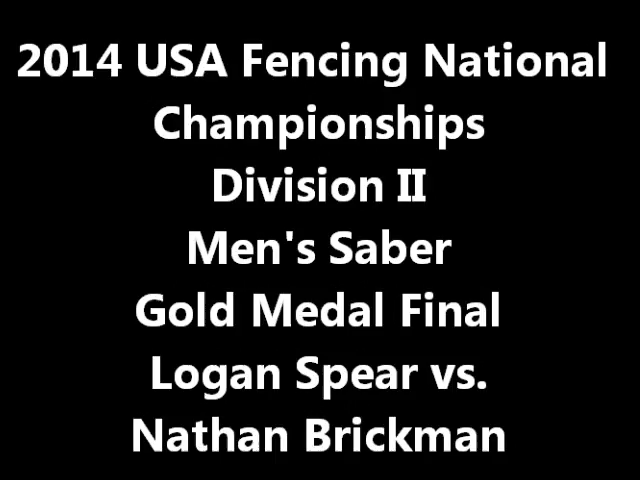 2014 USA Fencing National
Championships
Division II
Men's Saber
Gold Medal Final
Logan Spear vs.
Nathan Brickman